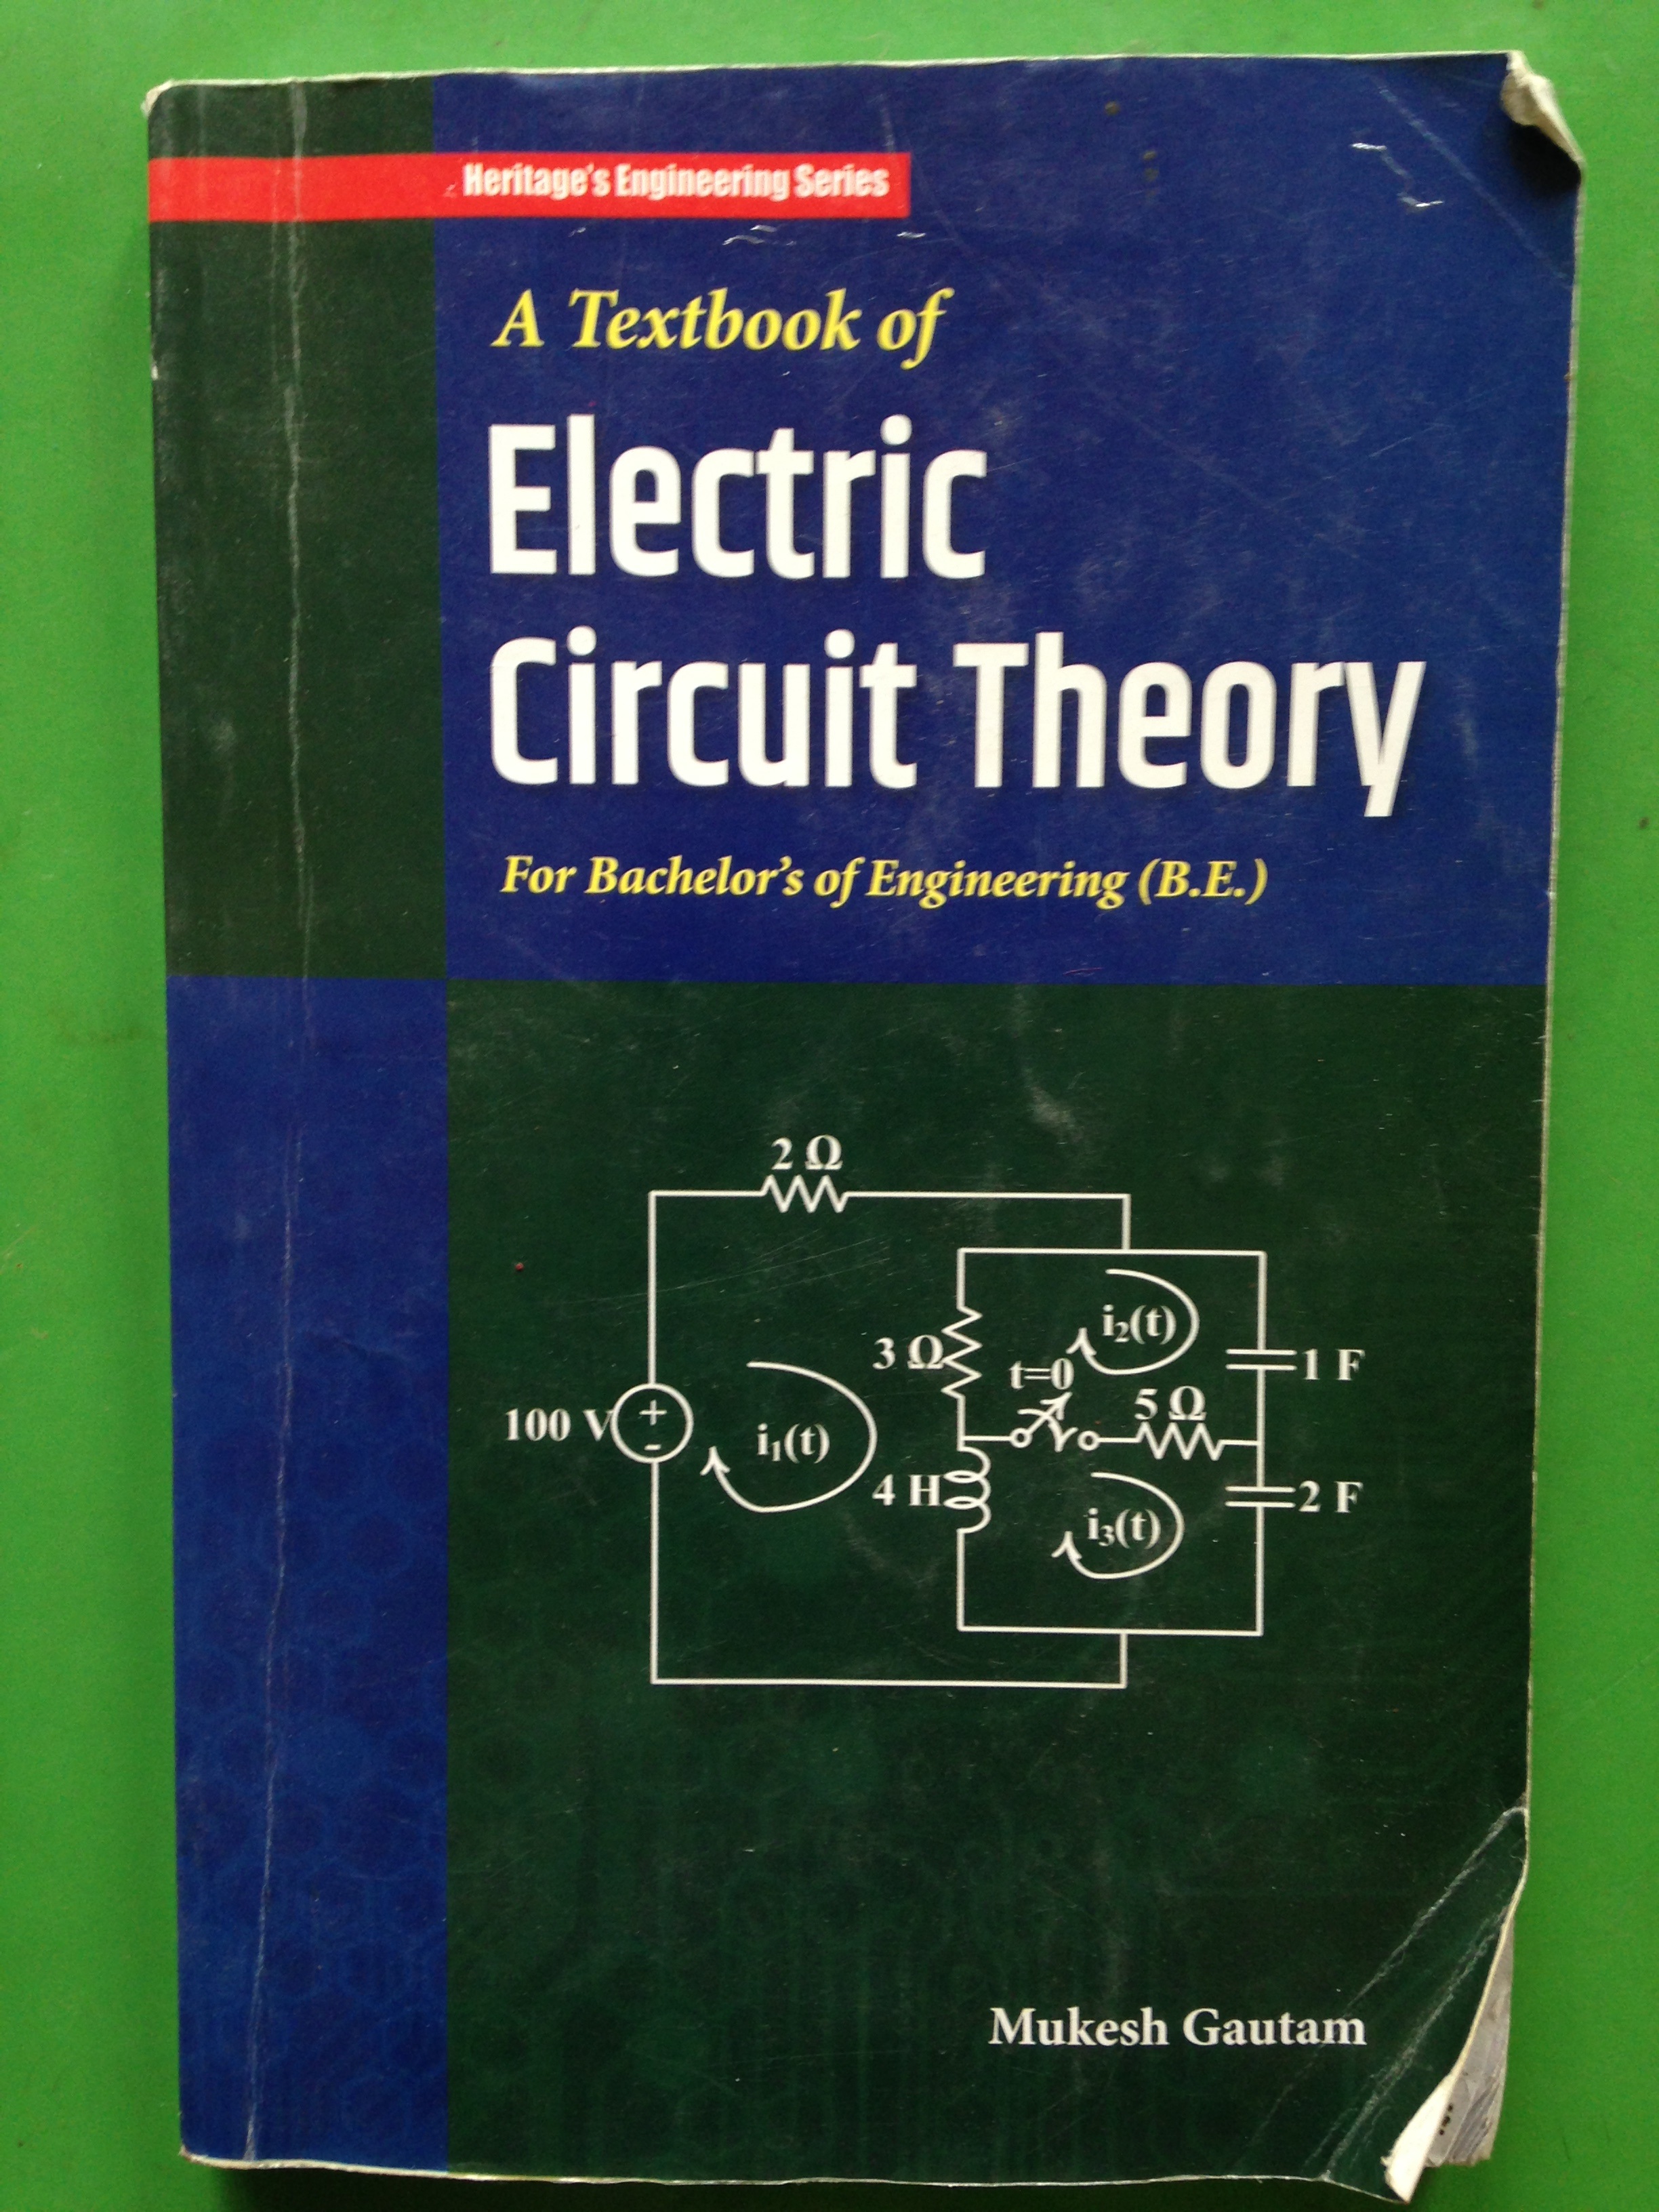 Heritage's Engineering Series
A Textbook of
Electric
Circuit Theory
For Bachelor's of Engineering (B.E.)
2 Ω
i₂(t)
3 Ω
1 F
t=0
5 Ω
100 V
+
-
i₁(t)
4 H
2 F
i₃(t)
Mukesh Gautam